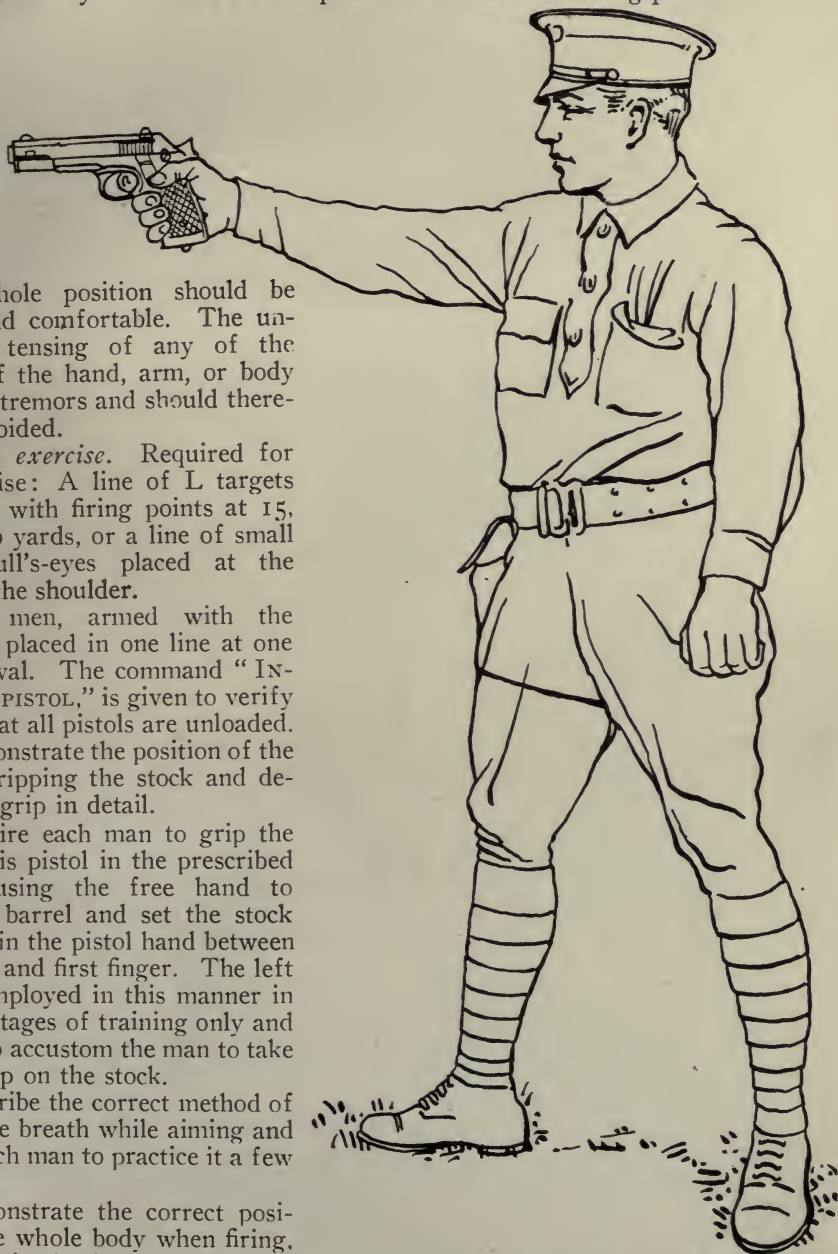 hole position should be
d comfortable. The un-
tensing of any of the
f the hand, arm, or body
tremors and should there-
oided.
exercise. Required for
ise: A line of L targets
with firing points at 15,
yards, or a line of small
ull's-eyes placed at the
he shoulder.
men, armed with the
placed in one line at one
val. The command “ IN-
PISTOL,” is given to verify
at all pistols are unloaded.
onstrate the position of the
ripping the stock and de-
grip in detail.
ire each man to grip the
is pistol in the prescribed
using the free hand to
barrel and set the stock
in the pistol hand between
and first finger. The left
mployed in this manner in
tages of training only and
o accustom the man to take
p on the stock.
ribe the correct method of
e breath while aiming and
ch man to practice it a few
onstrate the correct posi-
e whole body when firing.